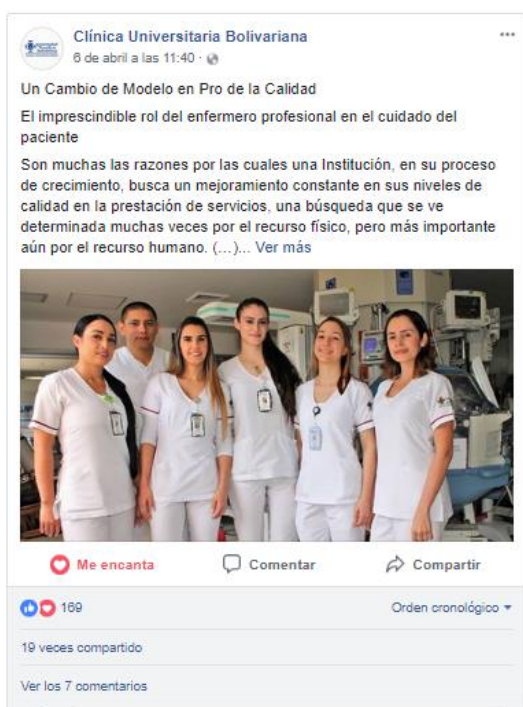 Clínica Universitaria Bolivariana
6 de abril a las 11:40 ·
Un Cambio de Modelo en Pro de la Calidad
El imprescindible rol del enfermero profesional en el cuidado del
paciente
Son muchas las razones por las cuales una Institución, en su proceso
de crecimiento, busca un mejoramiento constante en sus niveles de
calidad en la prestación de servicios, una búsqueda que se ve
determinada muchas veces por el recurso físico, pero más importante
aún por el recurso humano. (…)... Ver más
Me encanta Comentar Compartir
169 Orden cronológico
19 veces compartido
Ver los 7 comentarios